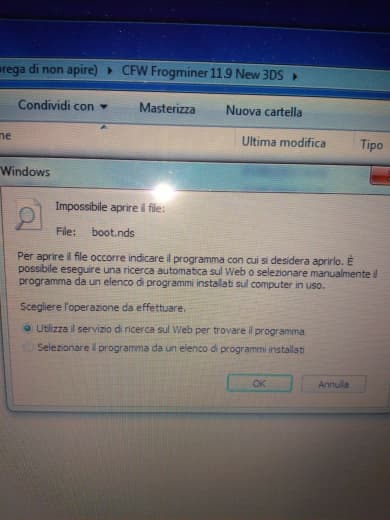 rega di non apire) ▸ CFW Frogminer 11.9 New 3DS ▸
Condividi con ▾ Masterizza Nuova cartella
ne Ultima modifica Tipo
Windows
Impossibile aprire il file:
File: boot.nds
Per aprire il file occorre indicare il programma con cui si desidera aprirlo. È
possibile eseguire una ricerca automatica sul Web o selezionare manualmente il
programma da un elenco di programmi installati sul computer in uso.
Scegliere l'operazione da effettuare.
Utilizza il servizio di ricerca sul Web per trovare il programma
Selezionare il programma da un elenco di programmi installati
OK Annulla